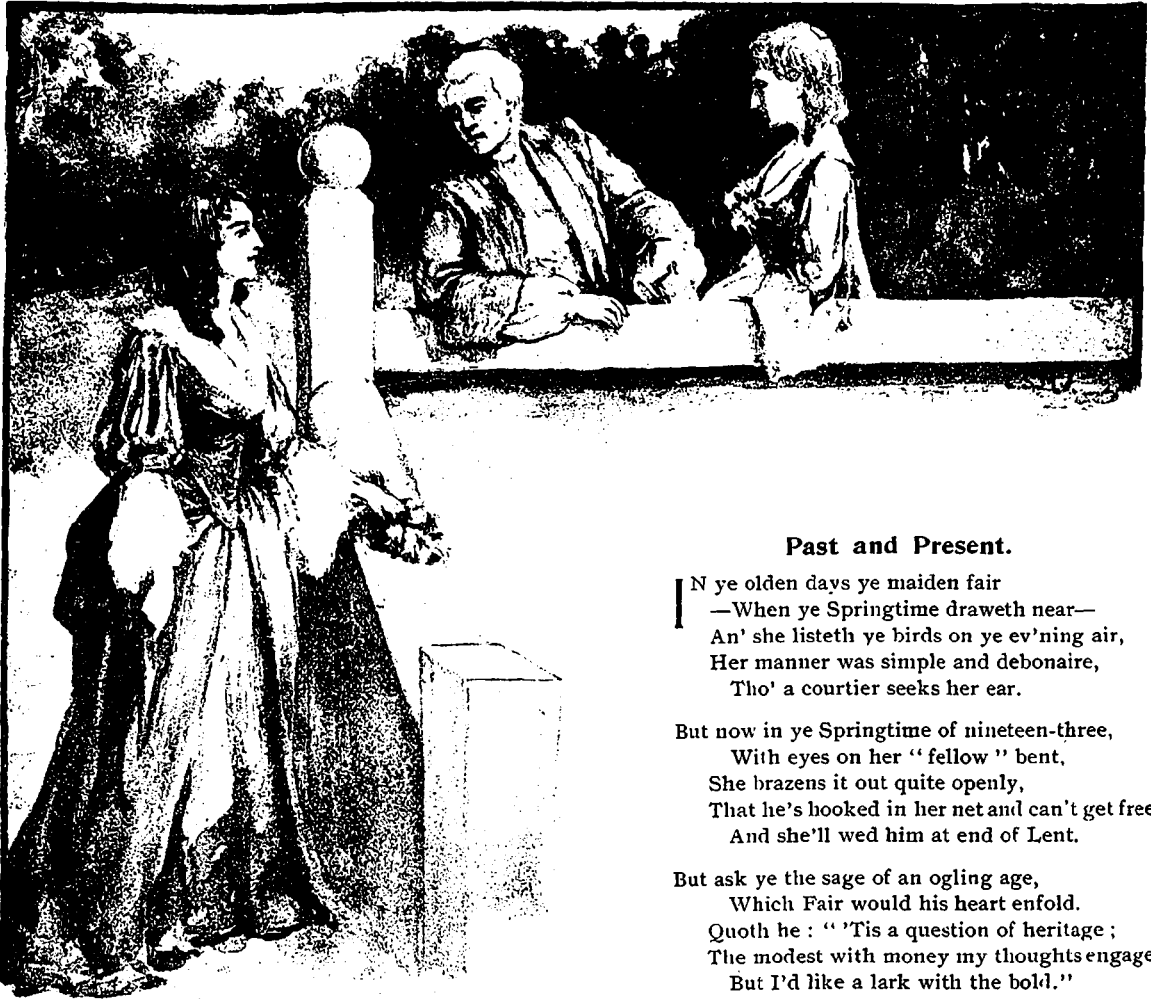 Past and Present.
IN ye olden days ye maiden fair
—When ye Springtime draweth near—
An' she listeth ye birds on ye ev'ning air,
Her manner was simple and debonaire,
Tho' a courtier seeks her ear.
But now in ye Springtime of nineteen-three,
With eyes on her "fellow" bent,
She brazens it out quite openly,
That he's hooked in her net and can't get free
And she'll wed him at end of Lent.
But ask ye the sage of an ogling age,
Which Fair would his heart enfold.
Quoth he: "'Tis a question of heritage;
The modest with money my thoughts engage
But I'd like a lark with the bold."